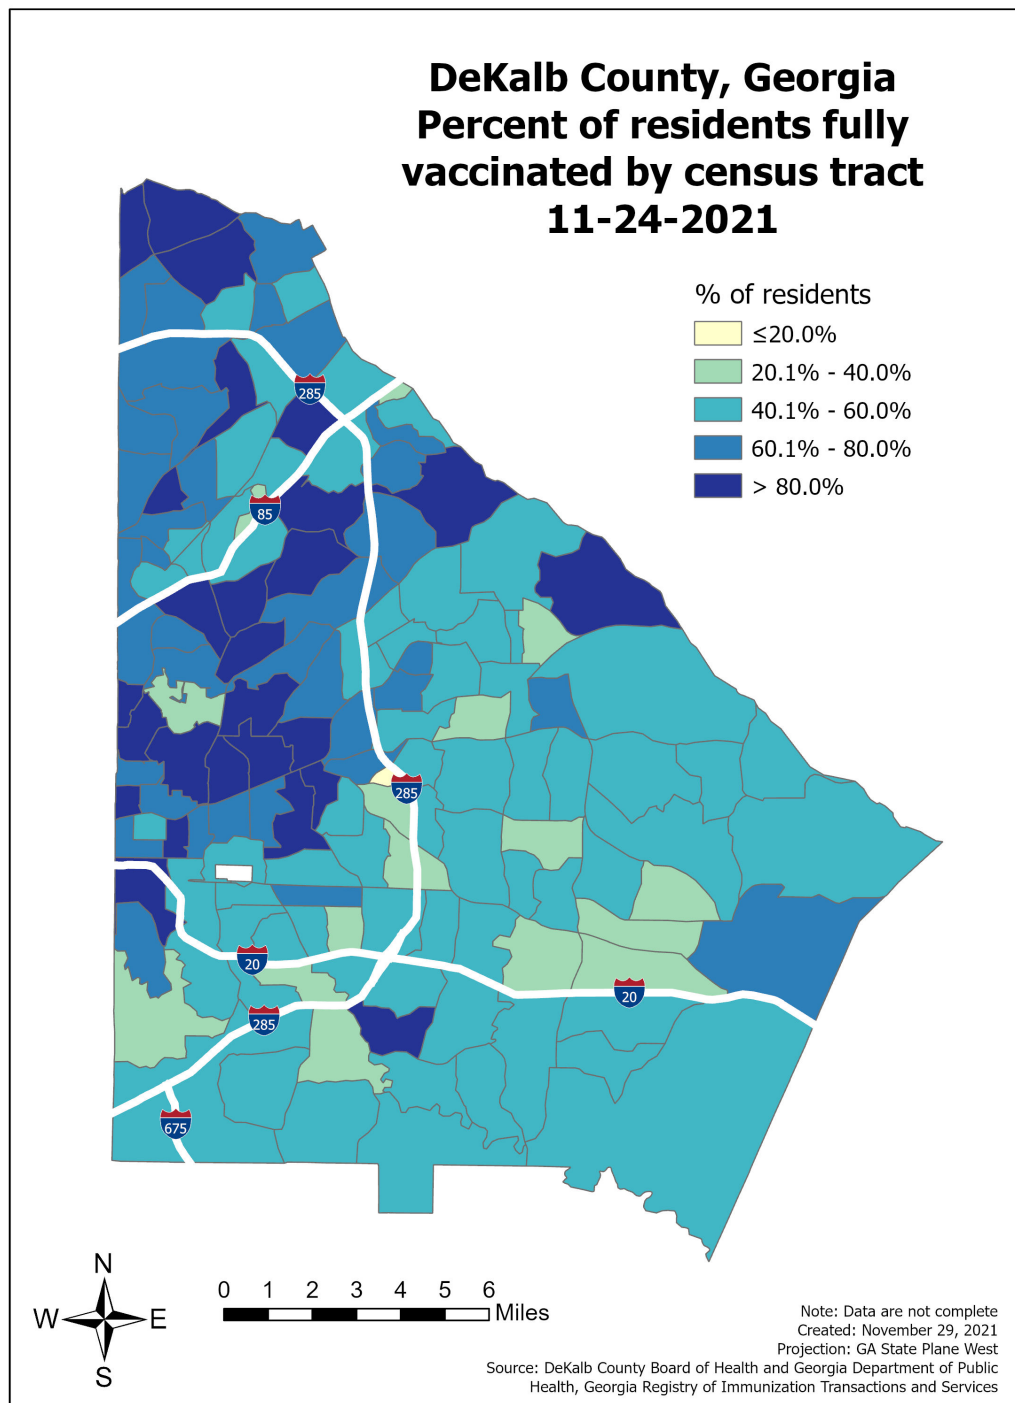 DeKalb County, Georgia
Percent of residents fully
vaccinated by census tract
11-24-2021
% of residents
≤20.0%
20.1% - 40.0%
40.1% - 60.0%
60.1% - 80.0%
> 80.0%
285
85
285
20
20
285
675
N
W E
S
0 1 2 3 4 5 6
Miles
Note: Data are not complete
Created: November 29, 2021
Projection: GA State Plane West
Source: DeKalb County Board of Health and Georgia Department of Public
Health, Georgia Registry of Immunization Transactions and Services